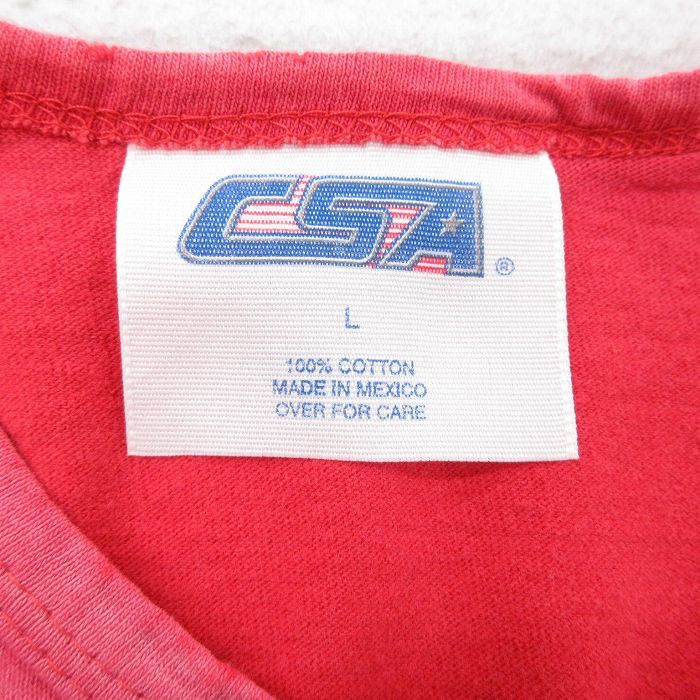 CSA®
L
100% COTTON
MADE IN MEXICO
OVER FOR CARE